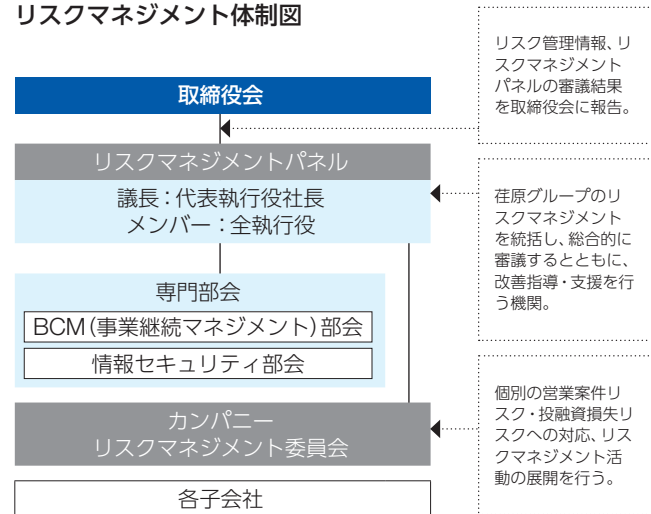 リスクマネジメント体制図
取締役会
リスク管理情報、リ
スクマネジメント
パネルの審議結果
を取締役会に報告。
リスクマネジメントパネル
議長：代表執行役社長
メンバー：全執行役
荏原グループのリ
スクマネジメント
を統括し、総合的に
審議するとともに、
改善指導・支援を行
う機関。
専門部会
BCM（事業継続マネジメント）部会
情報セキュリティ部会
カンパニー
リスクマネジメント委員会
個別の営業案件リ
スク・投融資損失リ
スクへの対応、リス
クマネジメント活
動の展開を行う。
各子会社